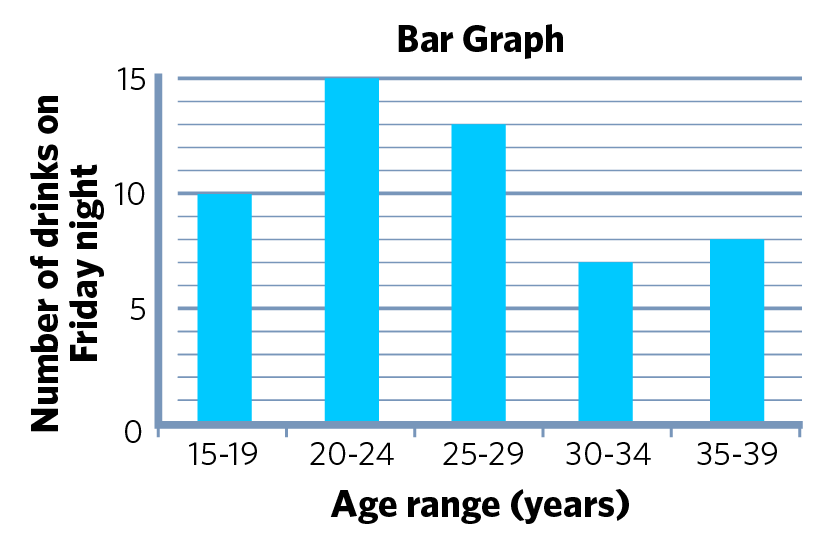 Bar Graph
Number of drinks on
Friday night
15
10
5
0
15-19 20-24 25-29 30-34 35-39
Age range (years)